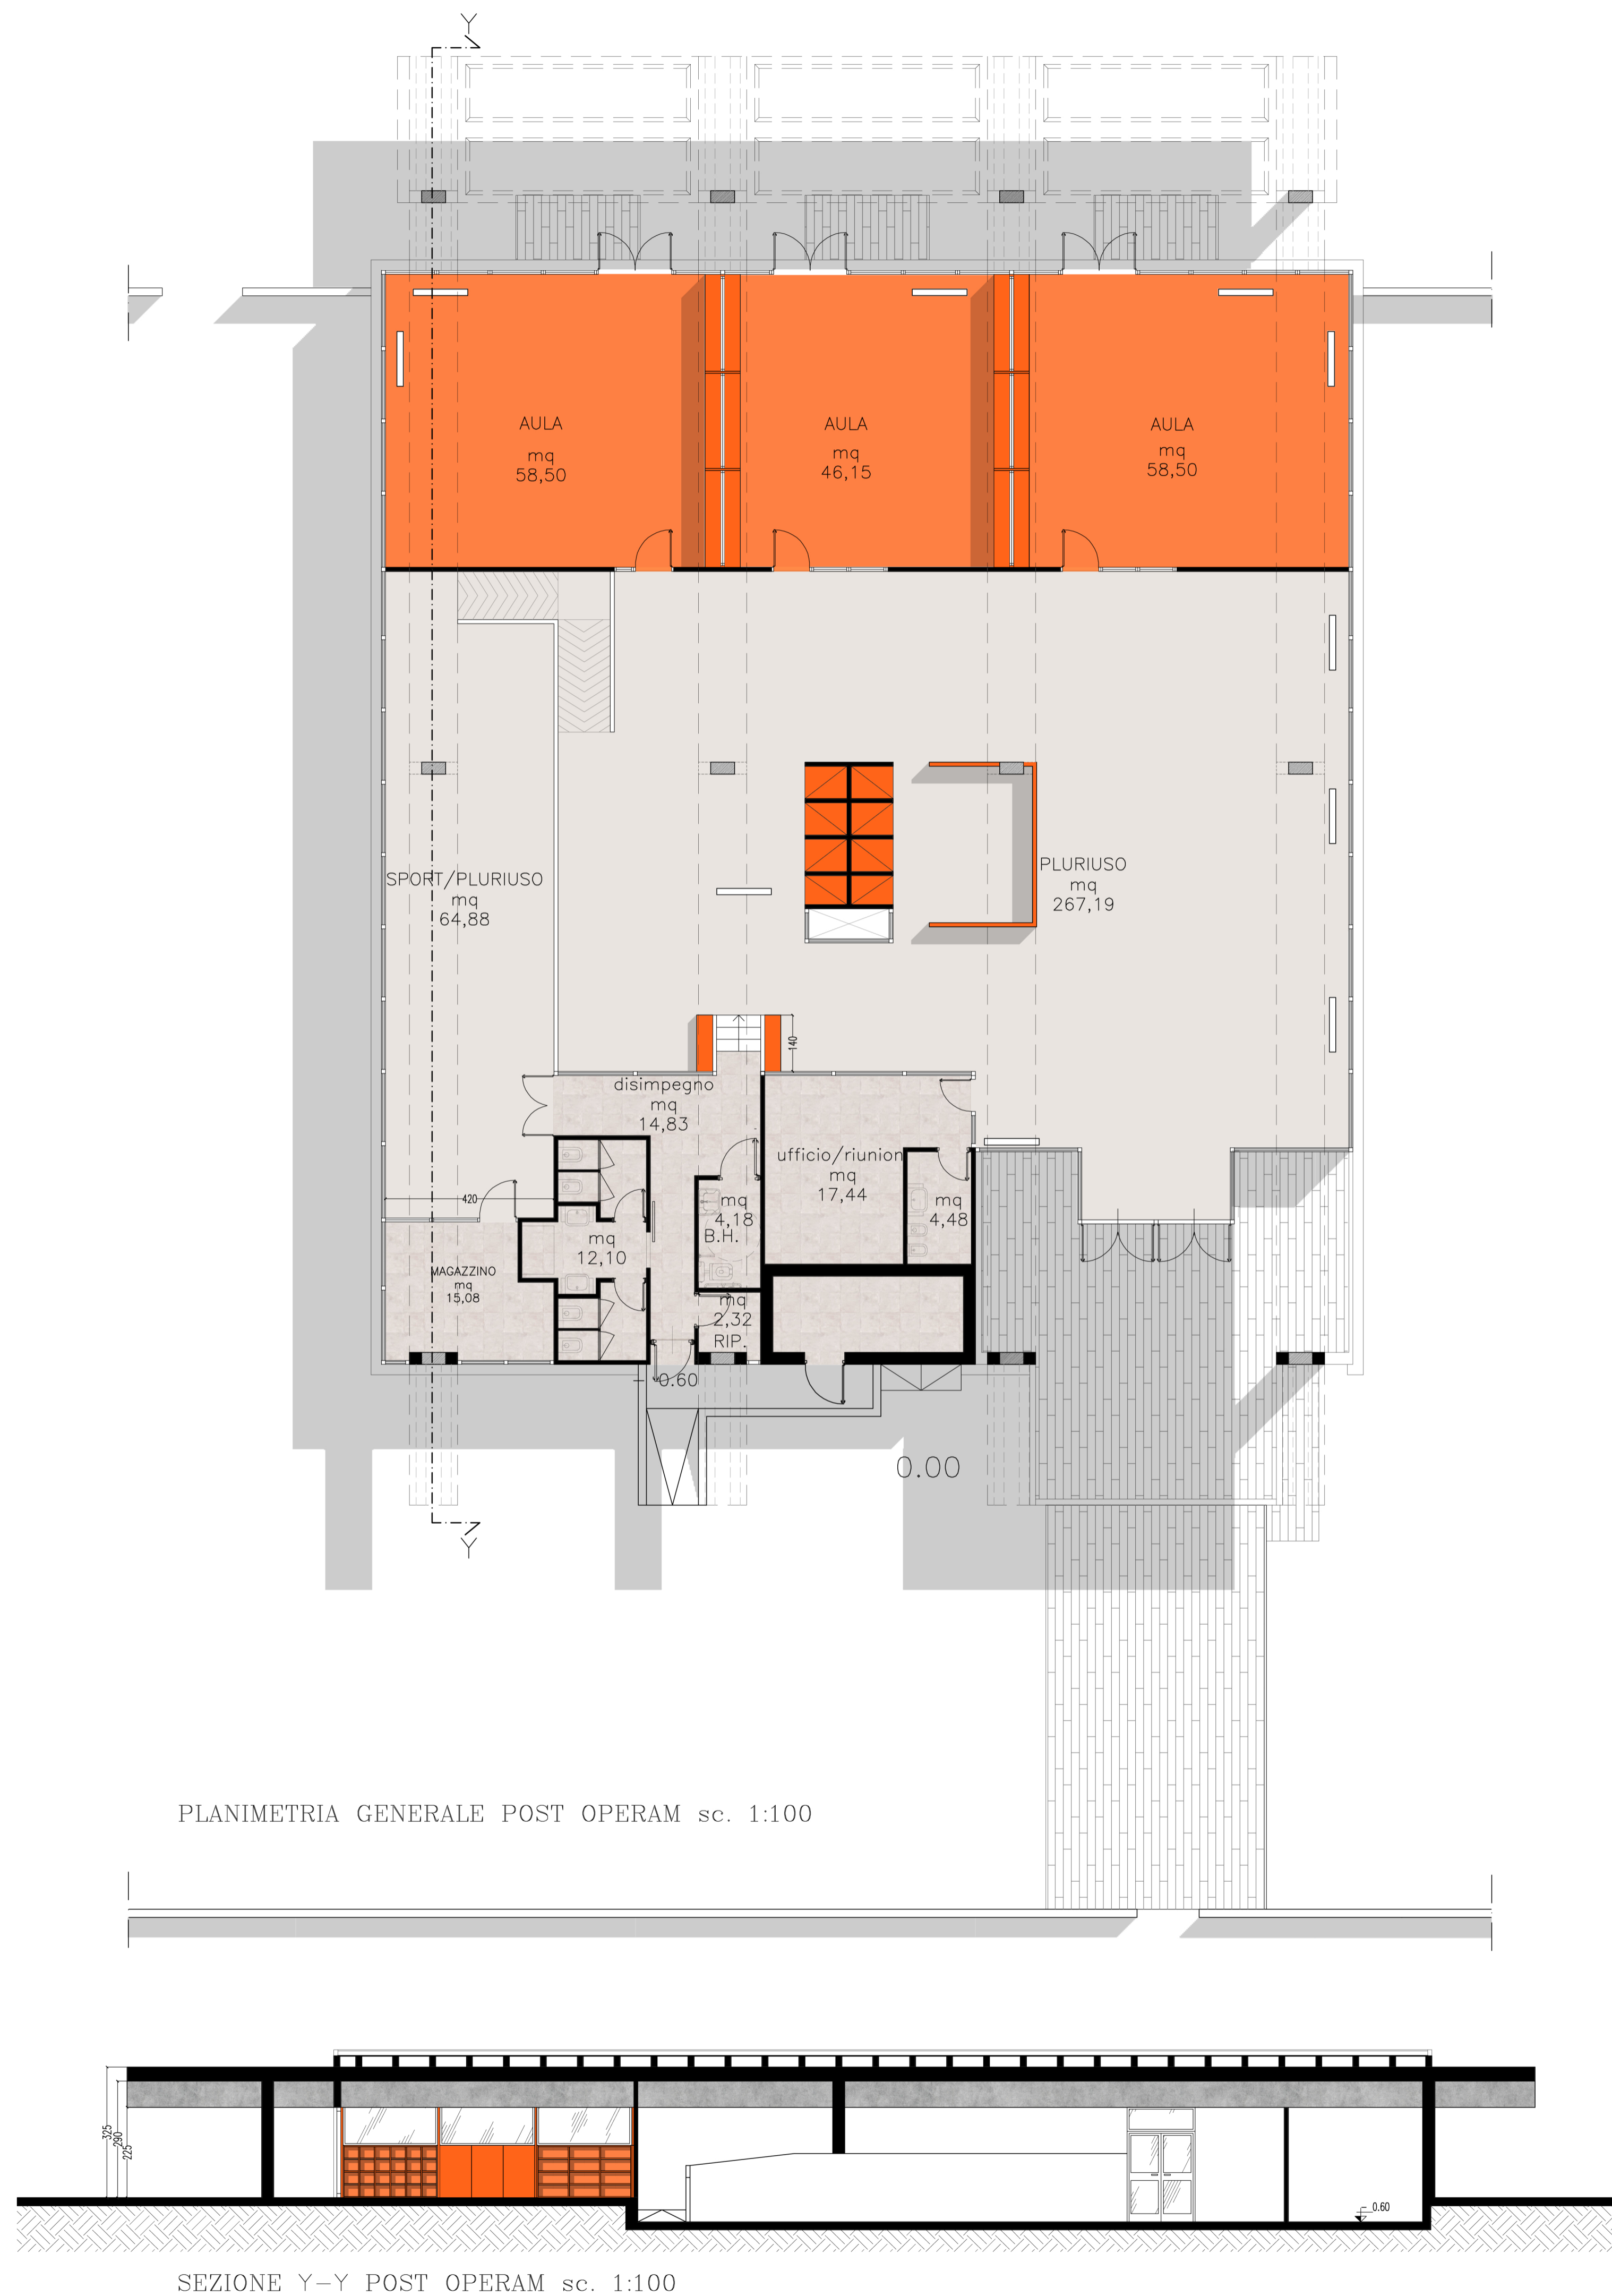 Y
AULA
mq
58,50
AULA
mq
46,15
AULA
mq
58,50
SPORT/PLURIUSO
mq
64,88
PLURIUSO
mq
267,19
140
disimpegno
mq
14,83
ufficio/riunion
mq
17,44
420
mq
4,18
B.H.
mq
4,48
mq
12,10
MAGAZZINO
mq
15,08
mq
2,32
RIP.
- 0.60
0.00
Y
PLANIMETRIA GENERALE POST OPERAM sc. 1:100
325
290
225
- 0.60
SEZIONE Y-Y POST OPERAM sc. 1:100